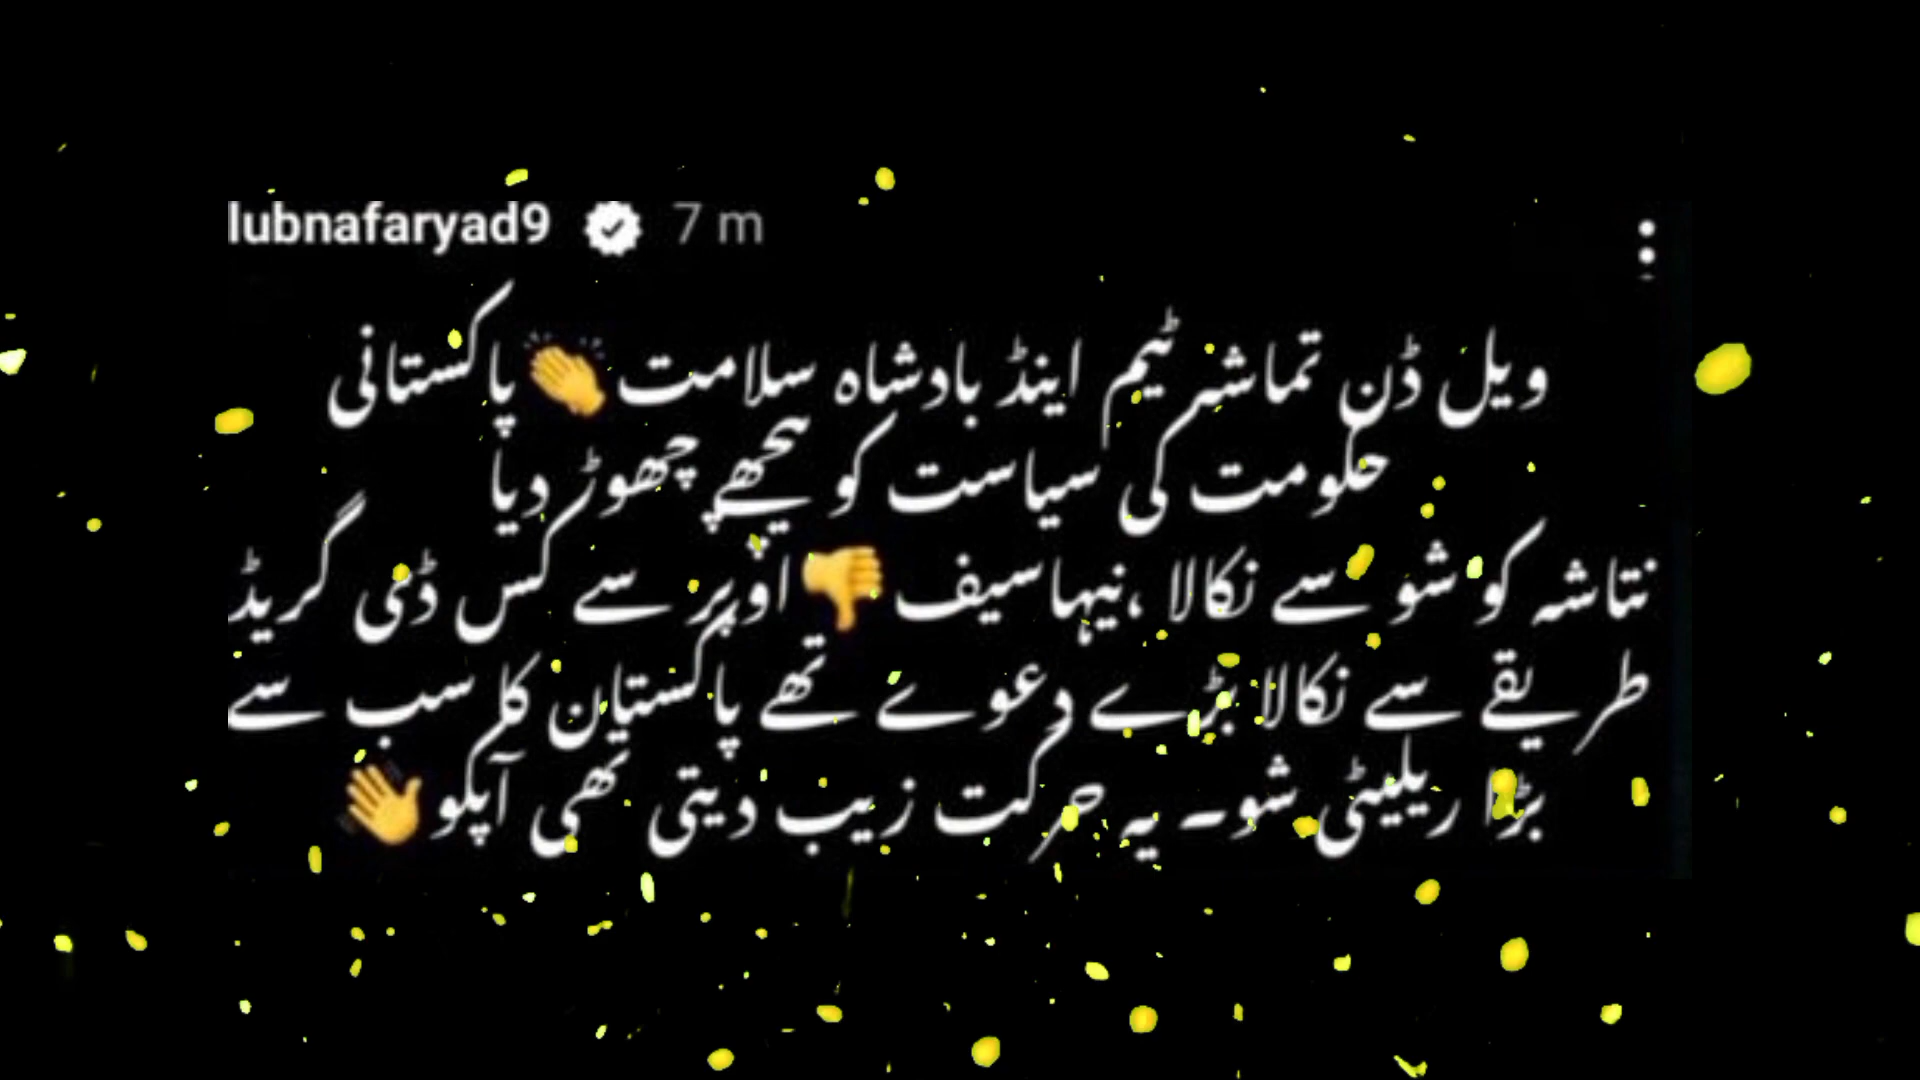 lubnafaryad9 7 m
ویل ڈن تماشہ ٹیم اینڈ بادشاہ سلامت 👏 پاکستانی
حکومت کی سیاست کو پیچھے چھوڑ دیا
نتاشہ کو شو سے نکالا ،نیہا سیف 👎 اوپر سے کس ڈی گریڈ
طریقے سے نکالا بڑے دعوے تھے پاکستان کا سب سے
بڑا ریلیٹی شو۔ یہ حرکت زیب دیتی تھی آپکو 👋